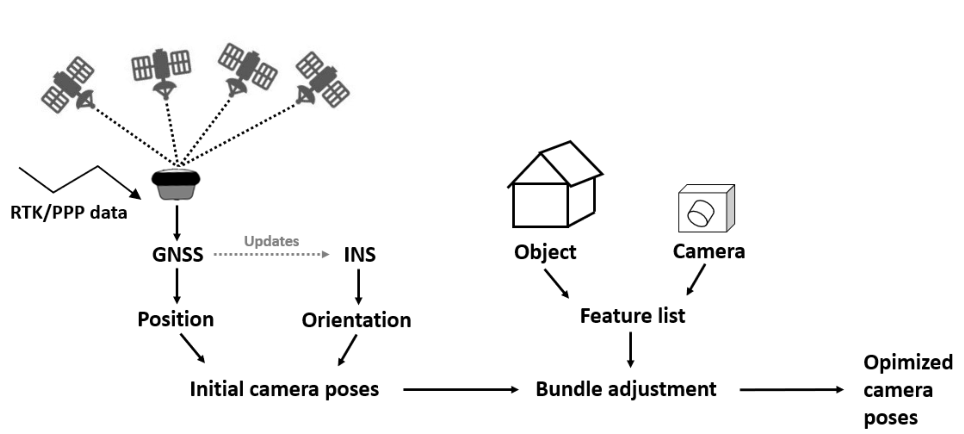 RTK/PPP data
Updates
GNSS
INS
Object
Camera
Position
Orientation
Feature list
Initial camera poses
Bundle adjustment
Opimized
camera
poses